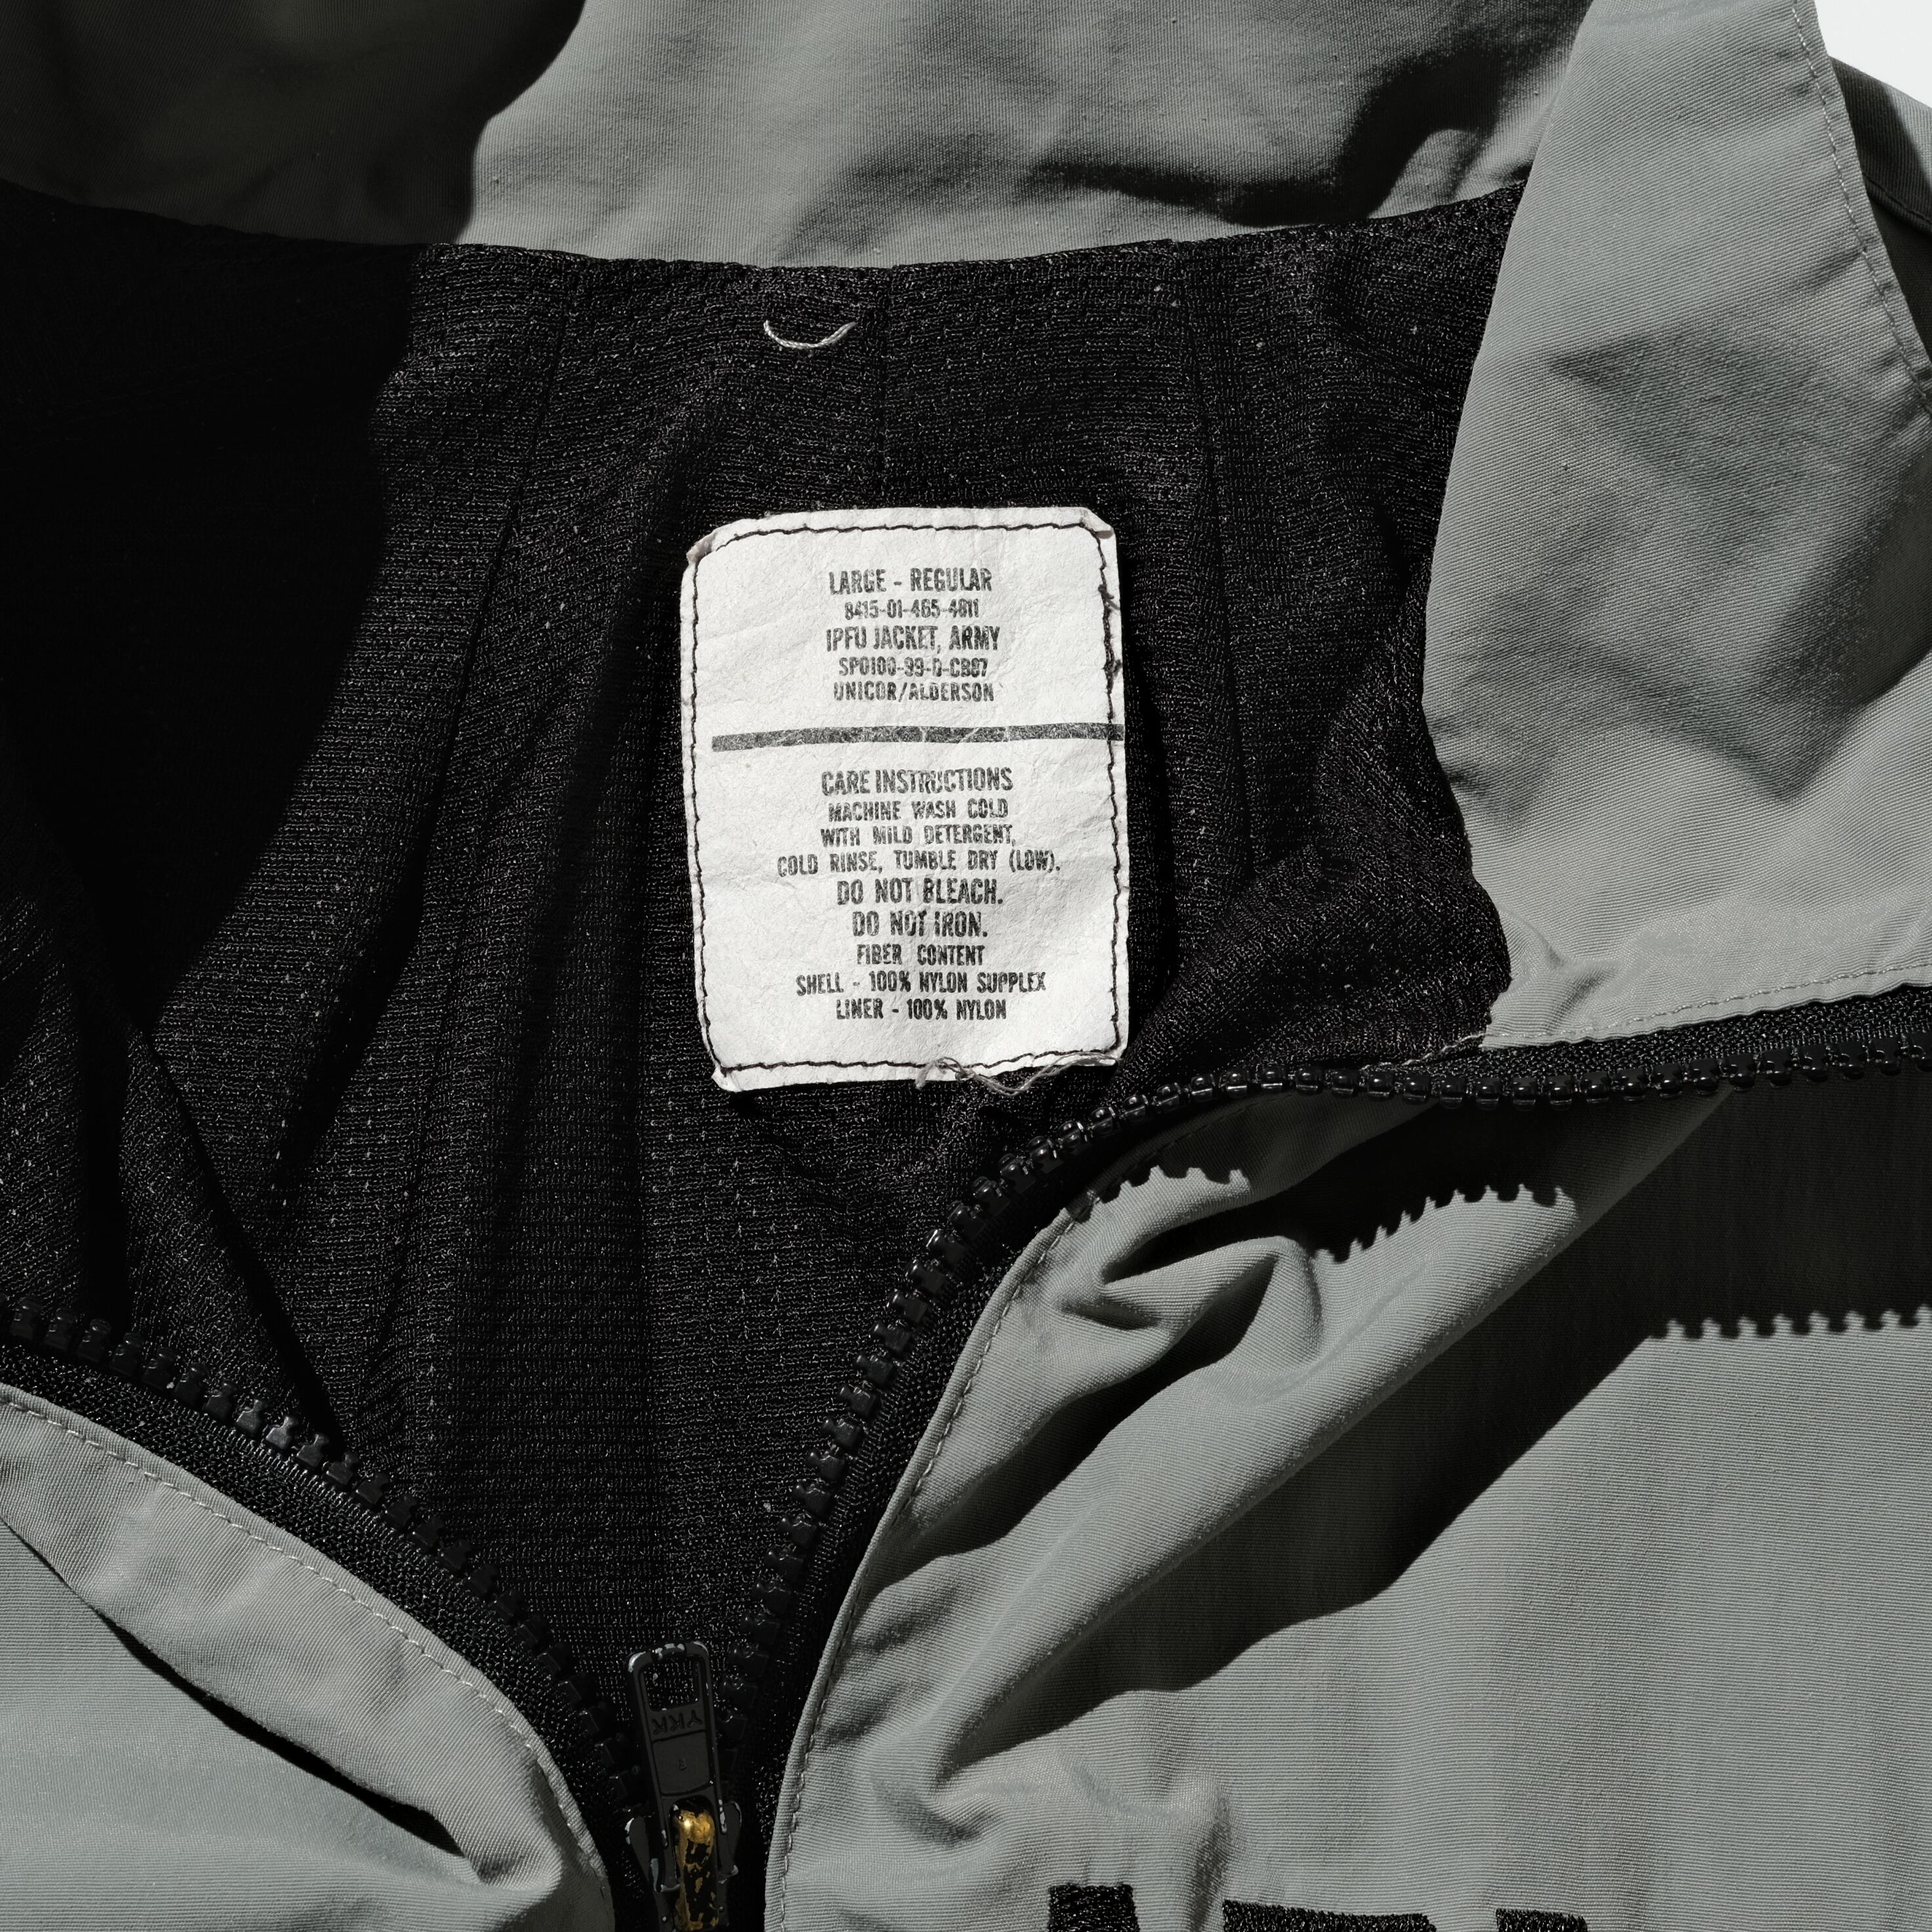 LARGE - REGULAR
8415-01-465-4611
IPFU JACKET, ARMY
SP0100-99-D-CB87
UNICOR/ALDERSON
CARE INSTRUCTIONS
MACHINE WASH COLD
WITH MILD DETERGENT,
COLD RINSE, TUMBLE DRY (LOW).
DO NOT BLEACH.
DO NOT IRON.
FIBER CONTENT
SHELL - 100% NYLON SUPPLEX
LINER - 100% NYLON
YKK